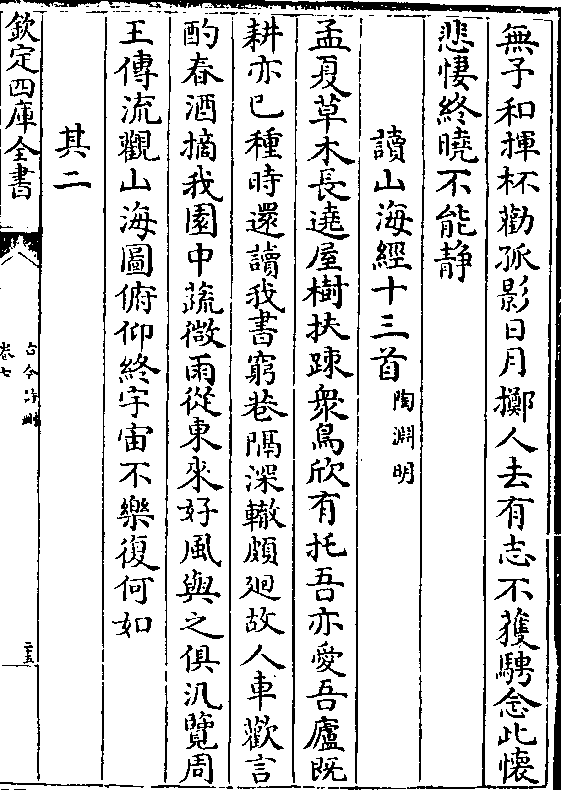 無予和揮杯勸孤影日月擲人去有志不獲騁念此懷
悲悽終曉不能静
讀山海經十三首 陶淵明
孟夏草木長遶屋樹扶踈衆鳥欣有托吾亦愛吾廬既
耕亦已種時還讀我書窮巷隔深轍頗廻故人車歡言
酌春酒摘我園中蔬微雨從東來好風與之俱汎覽周
王傳流觀山海圖俯仰終宇宙不樂復何如
其二
欽定四庫全書
古今詩刪
卷七
二十五